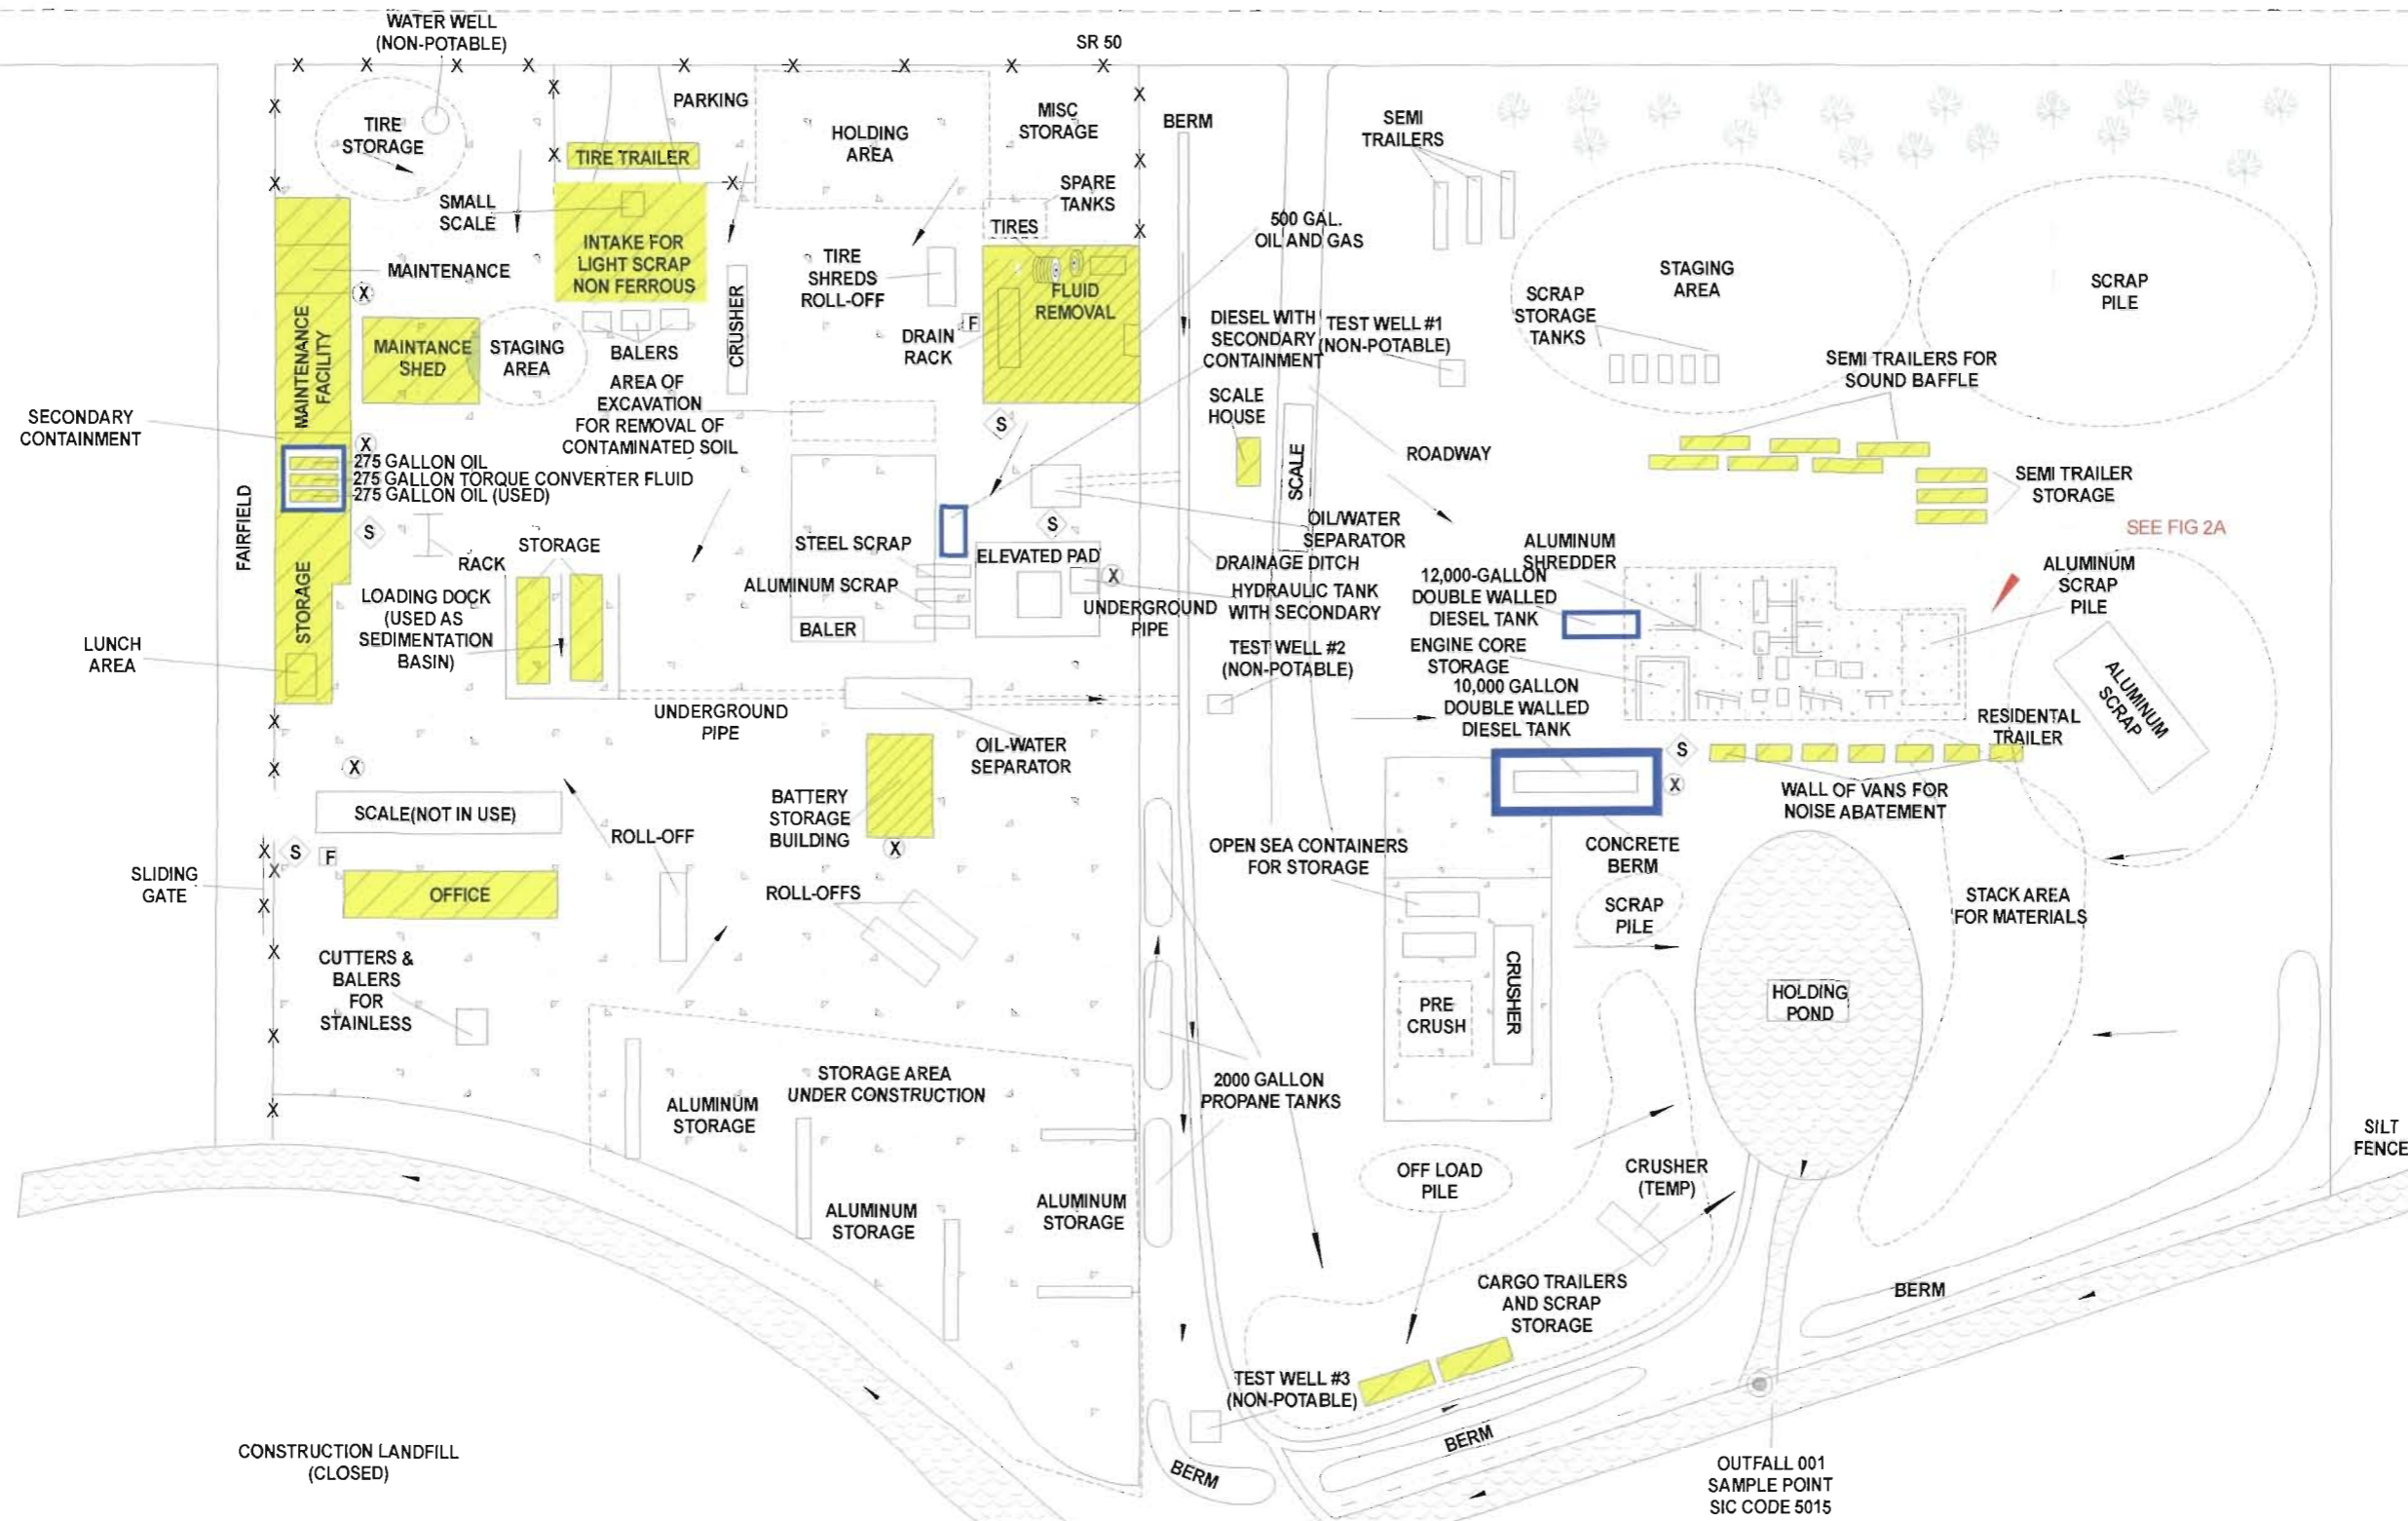 WATER WELL
(NON-POTABLE)
SR 50
PARKING
TIRE
STORAGE
TIRE TRAILER
HOLDING
AREA
MISC
STORAGE
BERM
SEMI
TRAILERS
SMALL
SCALE
SPARE
TANKS
TIRES
INTAKE FOR
LIGHT SCRAP
NON FERROUS
500 GAL.
OIL AND GAS
MAINTENANCE
TIRE
SHREDS
ROLL-OFF
STAGING
AREA
SCRAP
PILE
MAINTENANCE
FACILITY
X
CRUSHER
FLUID
REMOVAL
SCRAP
STORAGE
TANKS
F
DRAIN
RACK
DIESEL WITH
SECONDARY
CONTAINMENT
TEST WELL #1
(NON-POTABLE)
MAINTANCE
SHED
STAGING
AREA
BALERS
SEMI TRAILERS FOR
SOUND BAFFLE
AREA OF
EXCAVATION
FOR REMOVAL OF
CONTAMINATED SOIL
SCALE
HOUSE
SECONDARY
CONTAINMENT
S
X
ROADWAY
SCALE
275 GALLON OIL
275 GALLON TORQUE CONVERTER FLUID
275 GALLON OIL (USED)
SEMI TRAILER
STORAGE
FAIRFIELD
S
S
OIL/WATER
SEPARATOR
SEE FIG 2A
RACK
STORAGE
STEEL SCRAP
ELEVATED PAD
X
DRAINAGE DITCH
ALUMINUM
SHREDDER
ALUMINUM
SCRAP
PILE
STORAGE
LOADING DOCK
(USED AS
SEDIMENTATION
BASIN)
ALUMINUM SCRAP
BALER
HYDRAULIC TANK
WITH SECONDARY
UNDERGROUND
PIPE
12,000-GALLON
DOUBLE WALLED
DIESEL TANK
LUNCH
AREA
TEST WELL #2
(NON-POTABLE)
ENGINE CORE
STORAGE
10,000 GALLON
DOUBLE WALLED
DIESEL TANK
ALUMINUM
SCRAP
UNDERGROUND
PIPE
OIL-WATER
SEPARATOR
RESIDENTAL
TRAILER
S
X
X
SCALE(NOT IN USE)
BATTERY
STORAGE
BUILDING
X
WALL OF VANS FOR
NOISE ABATEMENT
ROLL-OFF
S
F
OPEN SEA CONTAINERS
FOR STORAGE
CONCRETE
BERM
SLIDING
GATE
OFFICE
ROLL-OFFS
SCRAP
PILE
STACK AREA
FOR MATERIALS
CUTTERS &
BALERS
FOR
STAINLESS
PRE
CRUSH
CRUSHER
HOLDING
POND
STORAGE AREA
UNDER CONSTRUCTION
ALUMINUM
STORAGE
2000 GALLON
PROPANE TANKS
SILT
FENCE
OFF LOAD
PILE
CRUSHER
(TEMP)
ALUMINUM
STORAGE
ALUMINUM
STORAGE
CARGO TRAILERS
AND SCRAP
STORAGE
BERM
TEST WELL #3
(NON-POTABLE)
BERM
BERM
CONSTRUCTION LANDFILL
(CLOSED)
OUTFALL 001
SAMPLE POINT
SIC CODE 5015